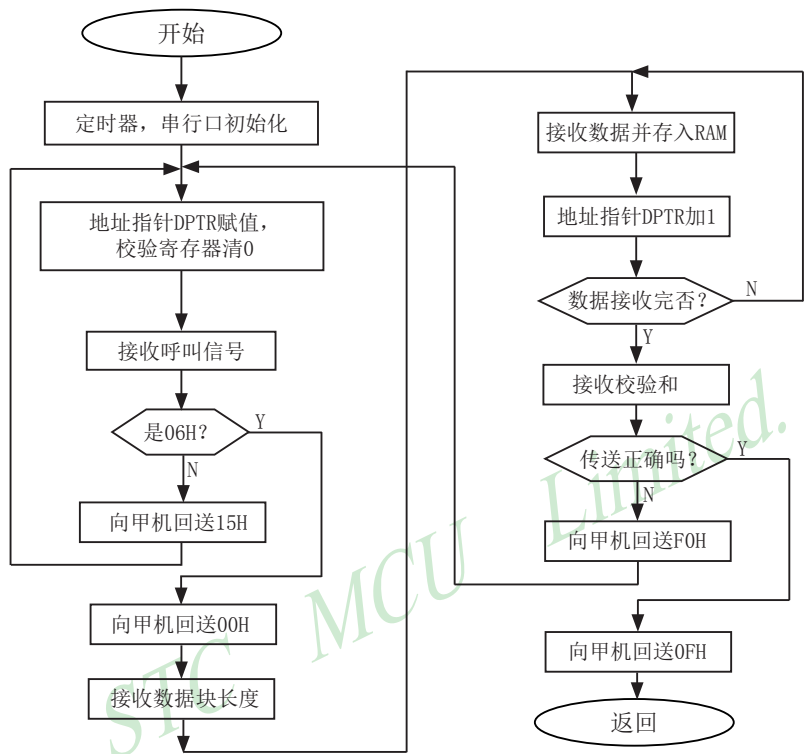 开始
定时器，串行口初始化
地址指针DPTR赋值，
校验寄存器清0
接收呼叫信号
是06H？
Y
N
向甲机回送15H
向甲机回送00H
接收数据块长度
接收数据并存入RAM
地址指针DPTR加1
数据接收完否？
N
Y
接收校验和
传送正确吗？
Y
N
向甲机回送F0H
向甲机回送0FH
返回
STC MCU Limited.